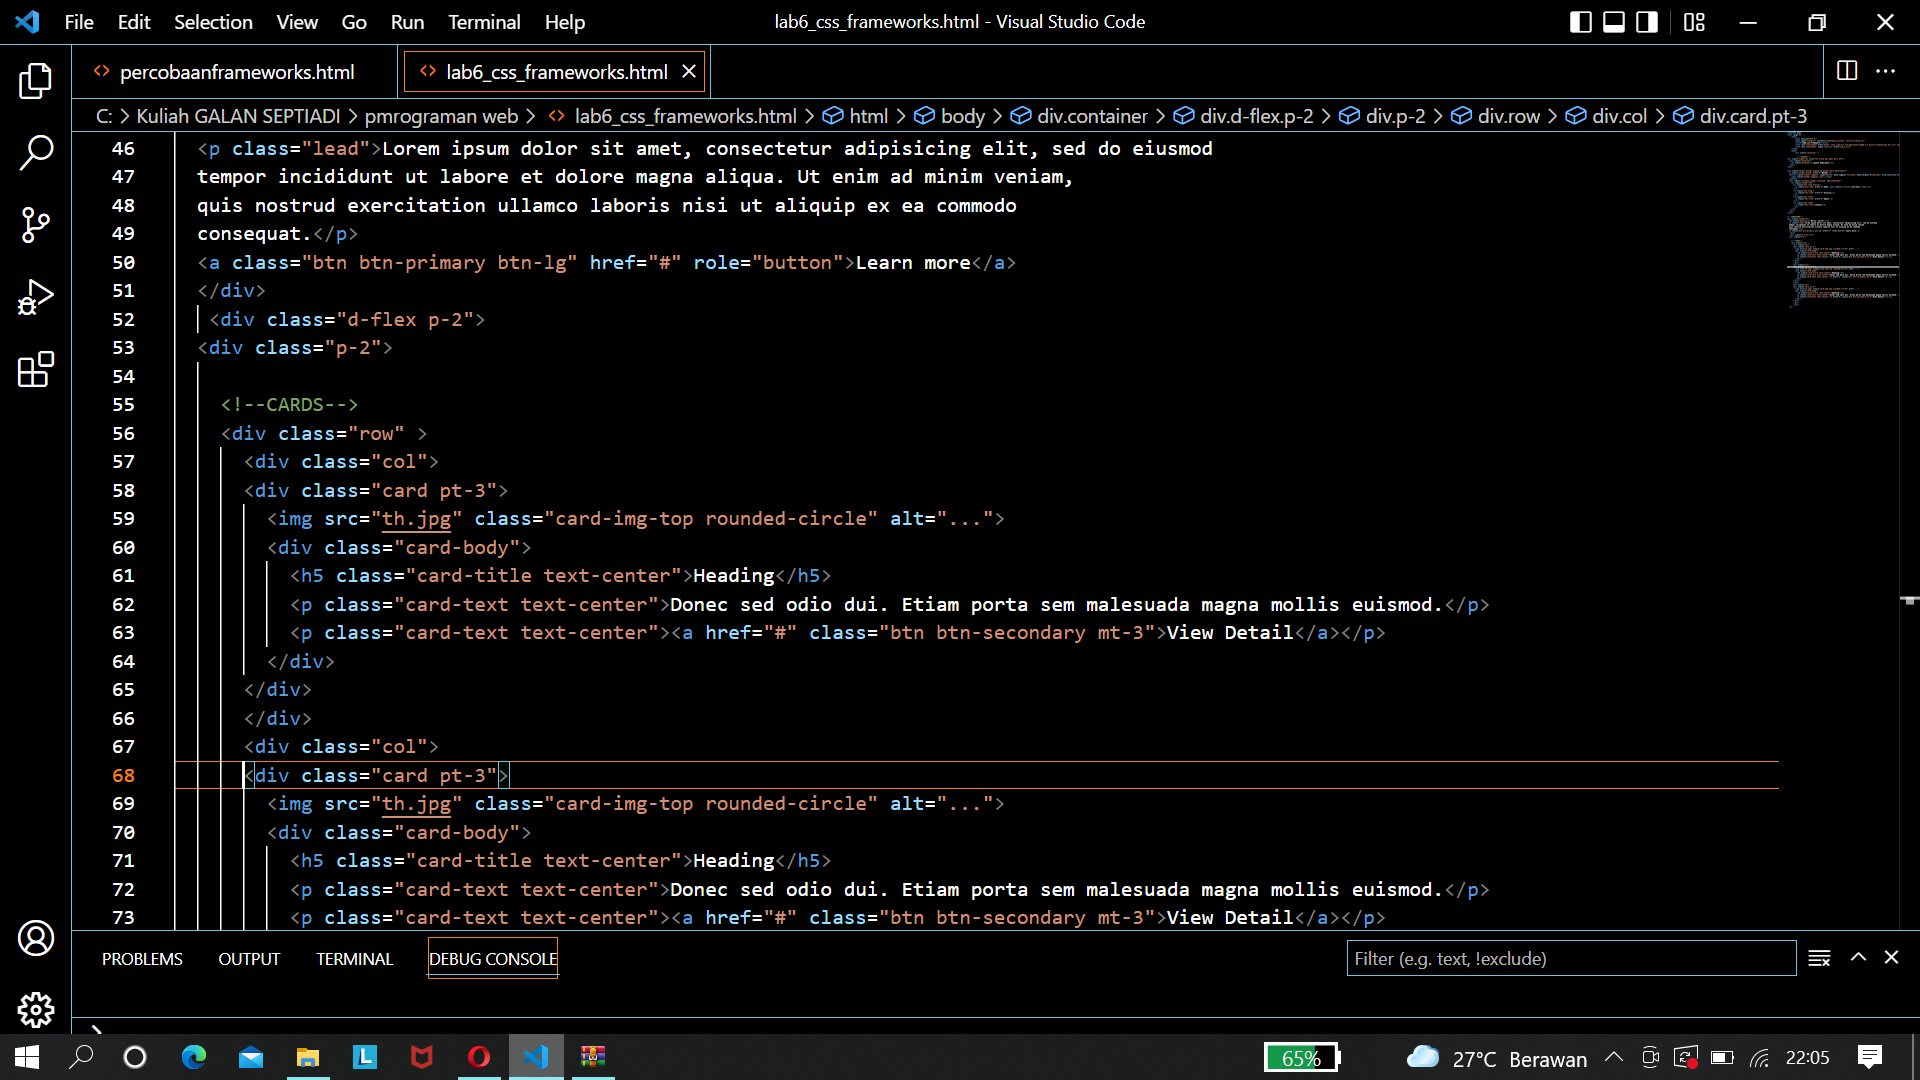 File Edit Selection View Go Run Terminal Help
lab6_css_frameworks.html - Visual Studio Code
percobaanframeworks.html
lab6_css_frameworks.html
C: > Kuliah GALAN SEPTIADI > pmrograman web > lab6_css_frameworks.html > html > body > div.container > div.d-flex.p-2 > div.p-2 > div.row > div.col > div.card.pt-3
46 <p class="lead">Lorem ipsum dolor sit amet, consectetur adipisicing elit, sed do eiusmod
47 tempor incididunt ut labore et dolore magna aliqua. Ut enim ad minim veniam,
48 quis nostrud exercitation ullamco laboris nisi ut aliquip ex ea commodo
49 consequat.</p>
50 <a class="btn btn-primary btn-lg" href="#" role="button">Learn more</a>
51 </div>
52 <div class="d-flex p-2">
53 <div class="p-2">
54
55 <!--CARDS-->
56 <div class="row" >
57 <div class="col">
58 <div class="card pt-3">
59 <img src="th.jpg" class="card-img-top rounded-circle" alt="...">
60 <div class="card-body">
61 <h5 class="card-title text-center">Heading</h5>
62 <p class="card-text text-center">Donec sed odio dui. Etiam porta sem malesuada magna mollis euismod.</p>
63 <p class="card-text text-center"><a href="#" class="btn btn-secondary mt-3">View Detail</a></p>
64 </div>
65 </div>
66 </div>
67 <div class="col">
68 <div class="card pt-3">
69 <img src="th.jpg" class="card-img-top rounded-circle" alt="...">
70 <div class="card-body">
71 <h5 class="card-title text-center">Heading</h5>
72 <p class="card-text text-center">Donec sed odio dui. Etiam porta sem malesuada magna mollis euismod.</p>
73 <p class="card-text text-center"><a href="#" class="btn btn-secondary mt-3">View Detail</a></p>
PROBLEMS OUTPUT TERMINAL DEBUG CONSOLE
Filter (e.g. text, !exclude)
L
65%
27°C Berawan
22:05